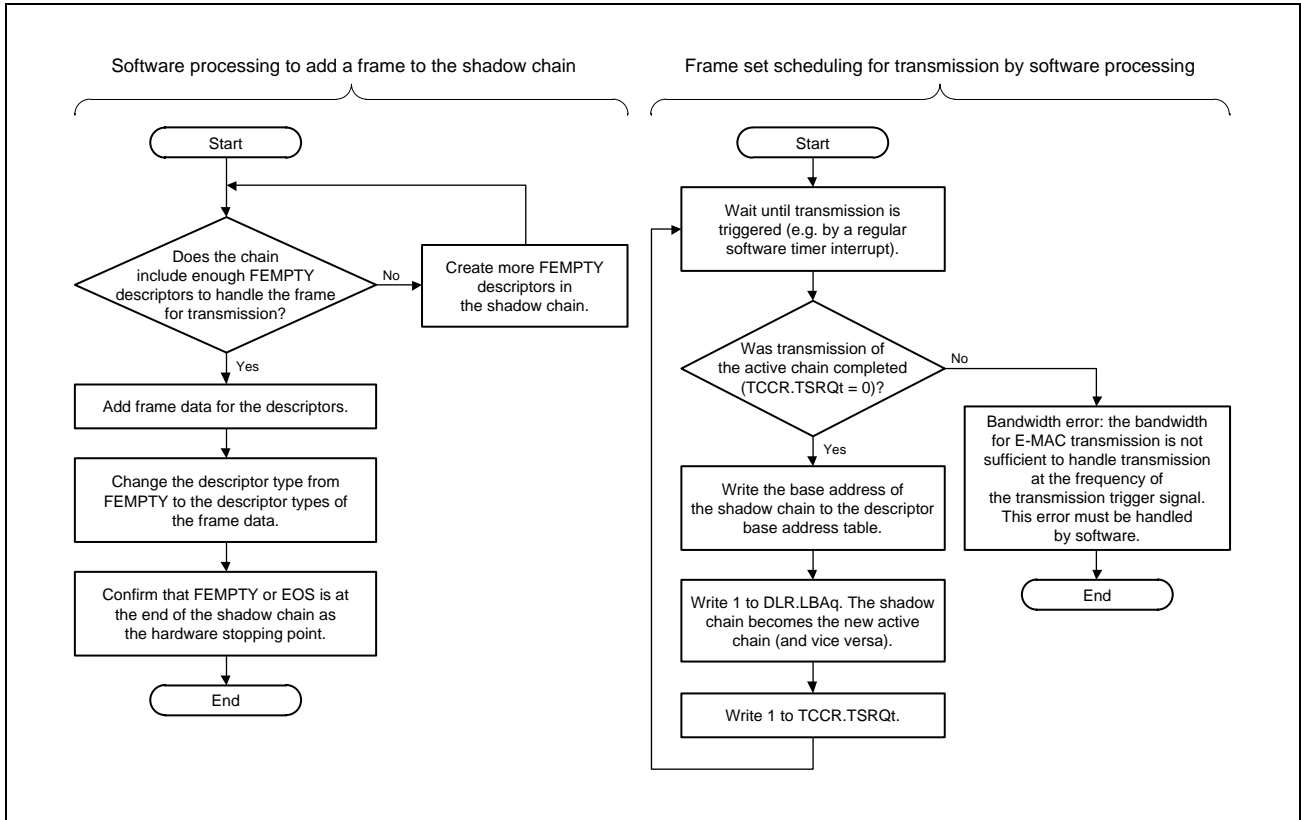 Software processing to add a frame to the shadow chain
Start
Does the chain
include enough FEMPTY
descriptors to handle the frame
for transmission?
No
Create more FEMPTY
descriptors in
the shadow chain.
Yes
Add frame data for the descriptors.
Change the descriptor type from
FEMPTY to the descriptor types of
the frame data.
Confirm that FEMPTY or EOS is at
the end of the shadow chain as
the hardware stopping point.
End
Frame set scheduling for transmission by software processing
Start
Wait until transmission is
triggered (e.g. by a regular
software timer interrupt).
Was transmission of
the active chain completed
(TCCR.TSRQt = 0)?
No
Bandwidth error: the bandwidth
for E-MAC transmission is not
sufficient to handle transmission
at the frequency of
the transmission trigger signal.
This error must be handled
by software.
End
Yes
Write the base address of
the shadow chain to the descriptor
base address table.
Write 1 to DLR.LBAq. The shadow
chain becomes the new active
chain (and vice versa).
Write 1 to TCCR.TSRQt.